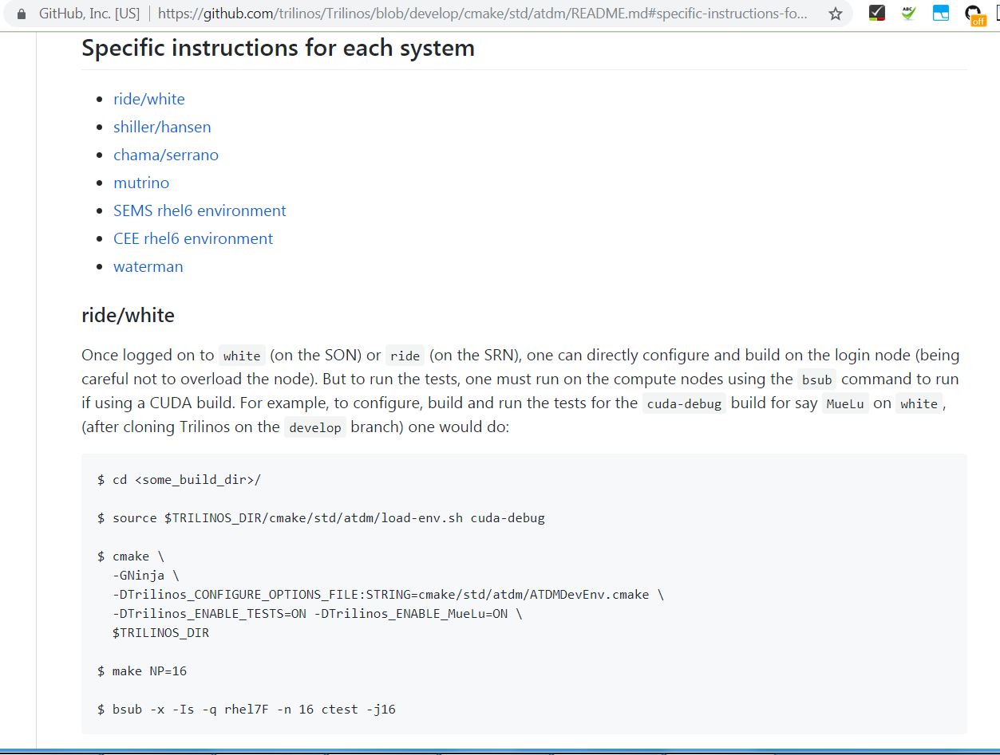 GitHub, Inc. [US] | https://github.com/trilinos/Trilinos/blob/develop/cmake/std/atdm/README.md#specific-instructions-fo...
ABC
off
Specific instructions for each system
• ride/white
• shiller/hansen
• chama/serrano
• mutrino
• SEMS rhel6 environment
• CEE rhel6 environment
• waterman
ride/white
Once logged on to white (on the SON) or ride (on the SRN), one can directly configure and build on the login node (being
careful not to overload the node). But to run the tests, one must run on the compute nodes using the bsub command to run
if using a CUDA build. For example, to configure, build and run the tests for the cuda-debug build for say MueLu on white,
(after cloning Trilinos on the develop branch) one would do:
$ cd <some_build_dir>/
$ source $TRILINOS_DIR/cmake/std/atdm/load-env.sh cuda-debug
$ cmake \
-GNinja \
-DTrilinos_CONFIGURE_OPTIONS_FILE:STRING=cmake/std/atdm/ATDMDevEnv.cmake \
-DTrilinos_ENABLE_TESTS=ON -DTrilinos_ENABLE_MueLu=ON \
$TRILINOS_DIR
$ make NP=16
$ bsub -x -Is -q rhel7F -n 16 ctest -j16